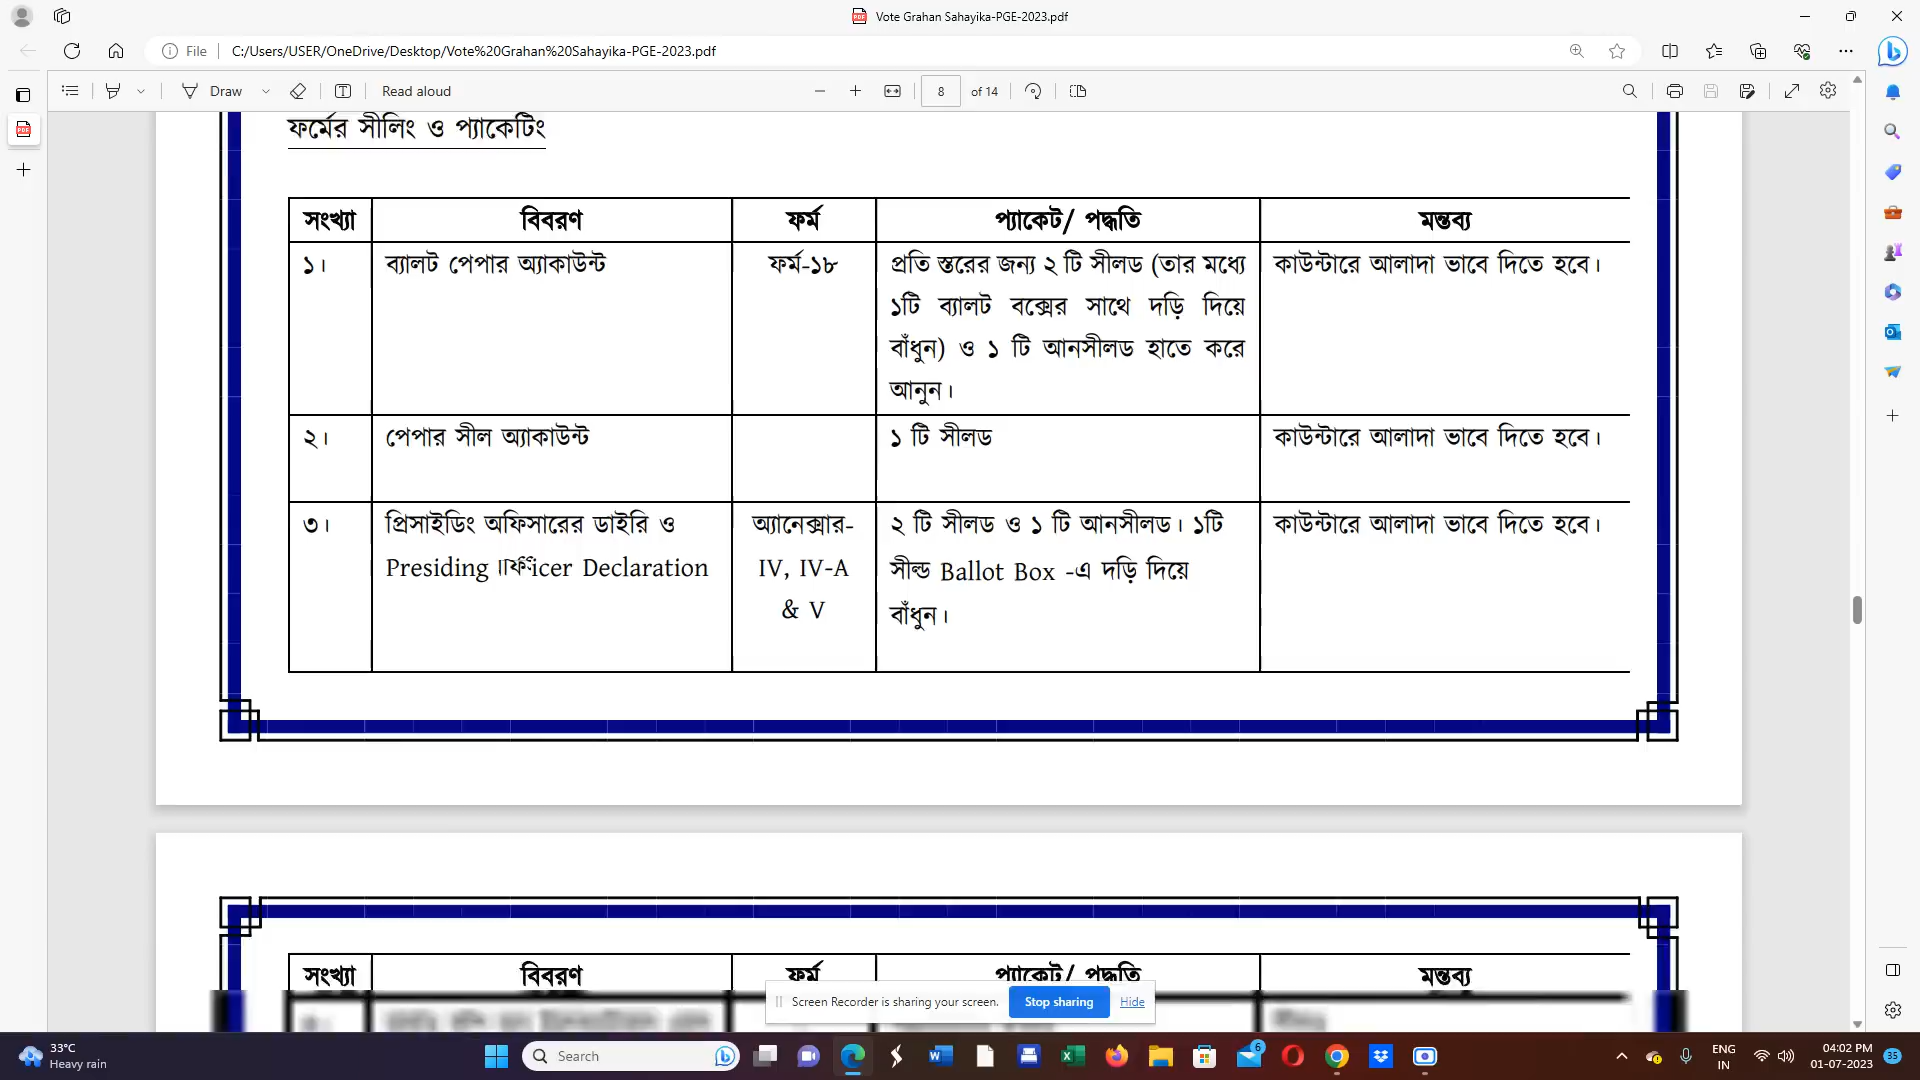 Vote Grahan Sahayika-PGE-2023.pdf
File
C:/Users/USER/OneDrive/Desktop/Vote%20Grahan%20Sahayika-PGE-2023.pdf
Draw
Read aloud
8
of 14
ফর্মের সীলিং ও প্যাকেটিং
সংখ্যা বিবরণ ফর্ম প্যাকেট/ পদ্ধতি মন্তব্য
১। ব্যালট পেপার অ্যাকাউন্ট ফর্ম-১৮ প্রতি স্তরের জন্য ২ টি সীলড (তার মধ্যে কাউন্টারে আলাদা ভাবে দিতে হবে।
১টি ব্যালট বক্সের সাথে দড়ি দিয়ে
বাঁধুন) ও ১ টি আনসীলড হাতে করে
আনুন।
২। পেপার সীল অ্যাকাউন্ট ১ টি সীলড কাউন্টারে আলাদা ভাবে দিতে হবে।
৩। প্রিসাইডিং অফিসারের ডাইরি ও অ্যানেক্সার- ২ টি সীলড ও ১ টি আনসীলড। ১টি কাউন্টারে আলাদা ভাবে দিতে হবে।
Presiding Declaration IV, IV-A সীল্ড Ballot Box -এ দড়ি দিয়ে
& V বাঁধুন।
সংখ্যা বিবরণ ফর্ম প্যাকেট/ পদ্ধতি মন্তব্য
Screen Recorder is sharing your screen. Stop sharing Hide
33°C
Heavy rain
Search
6
ENG
IN
04:02 PM
01-07-2023
35